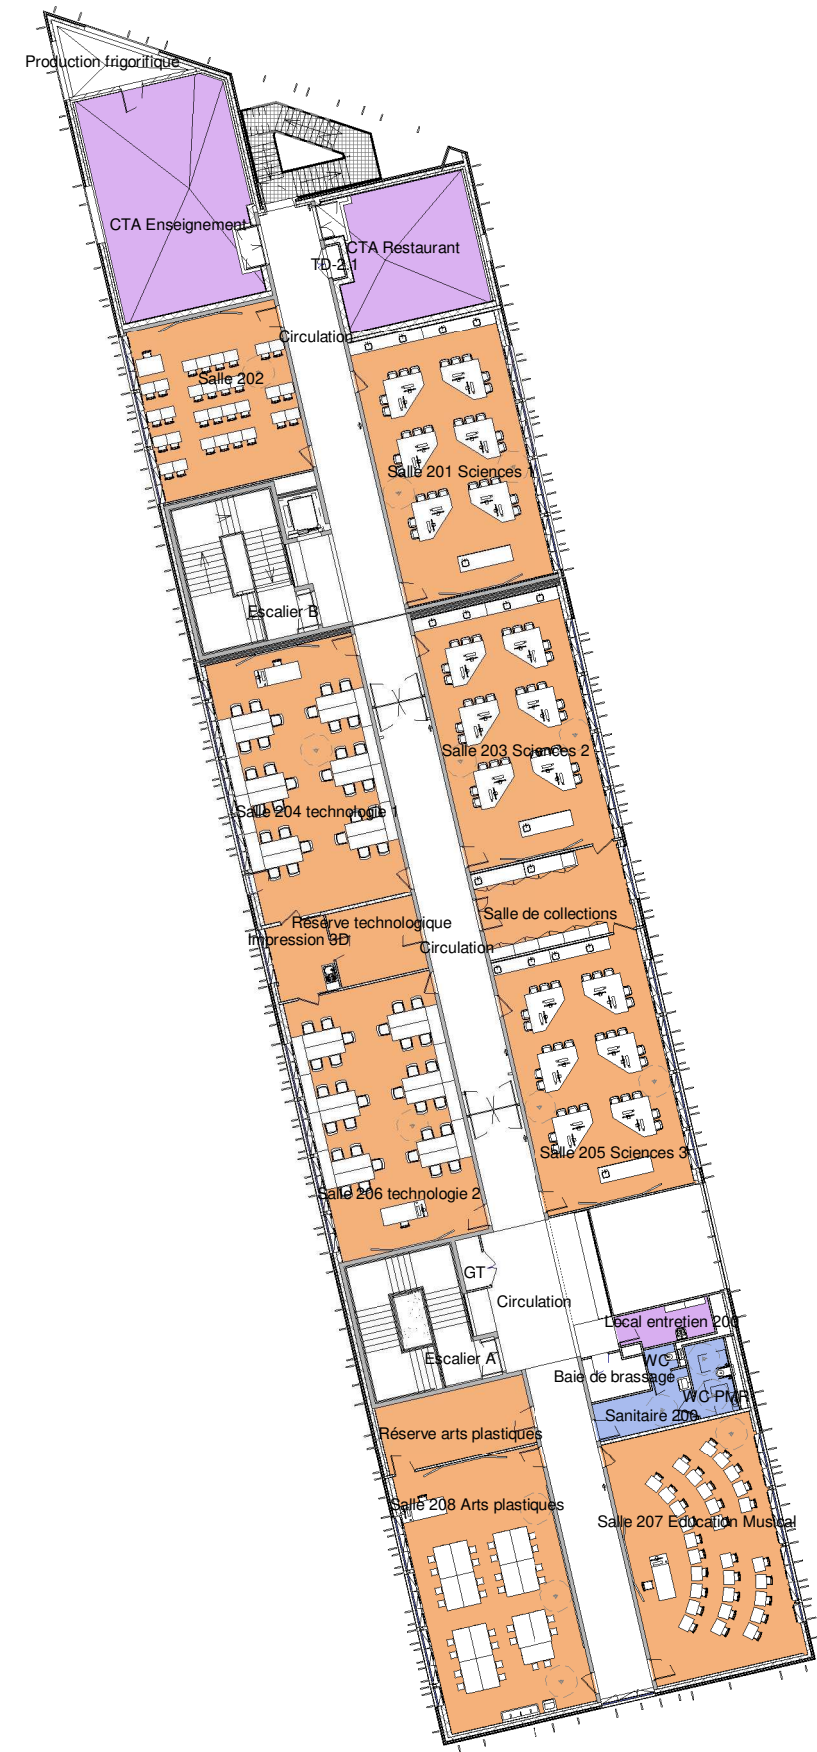 Production frigorifique
CTA Enseignement
CTA Restaurant
TD-2.1
Circulation
Salle 202
Salle 201 Sciences 1
Escalier B
Salle 203 Sciences 2
Salle 204 technologie 1
Salle de collections
Réserve technologique
Impression 3D
Circulation
Salle 205 Sciences 3
Salle 206 technologie 2
GT
Circulation
Local entretien 200
Escalier A
WC
Baie de brassage
WC PMR
Sanitaire 200
Réserve arts plastiques
Salle 208 Arts plastiques
Salle 207 Education Musical